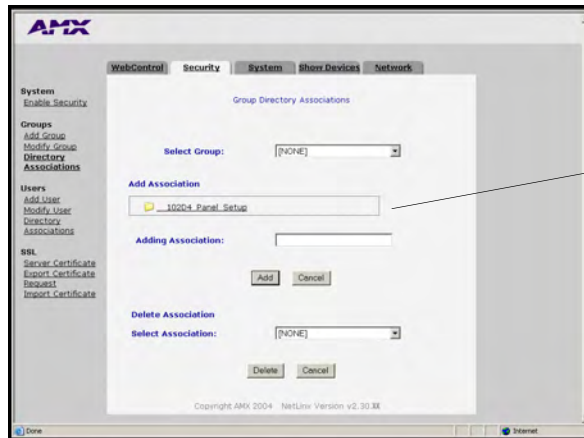 AMX
WebControl Security System Show Devices Network
System
Enable Security
Groups
Add Group
Modify Group
Directory
Associations
Users
Add User
Modify User
Directory
Associations
SSL
Server Certificate
Export Certificate
Request
Import Certificate
Group Directory Associations
Select Group: [NONE]
Add Association
__10204_Panel_Setup
Adding Association:
Add Cancel
Delete Association
Select Association: [NONE]
Delete Cancel
Copyright AMX 2004 NetLinx Version v2.30.XX
Done Internet